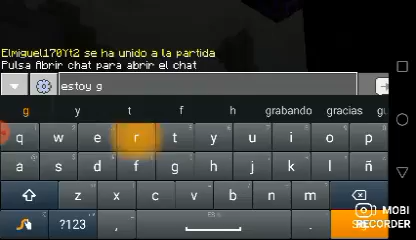 Elmiguel170Yt2 se ha unido a la partida
Pulsa Abrir chat para abrir el chat
estoy g
g y t f h grabando gracias
q w e r t y u i o p
a s d f g h j k l ñ
z x c v b n m
?123 , ES .
MOBI
RECORDER